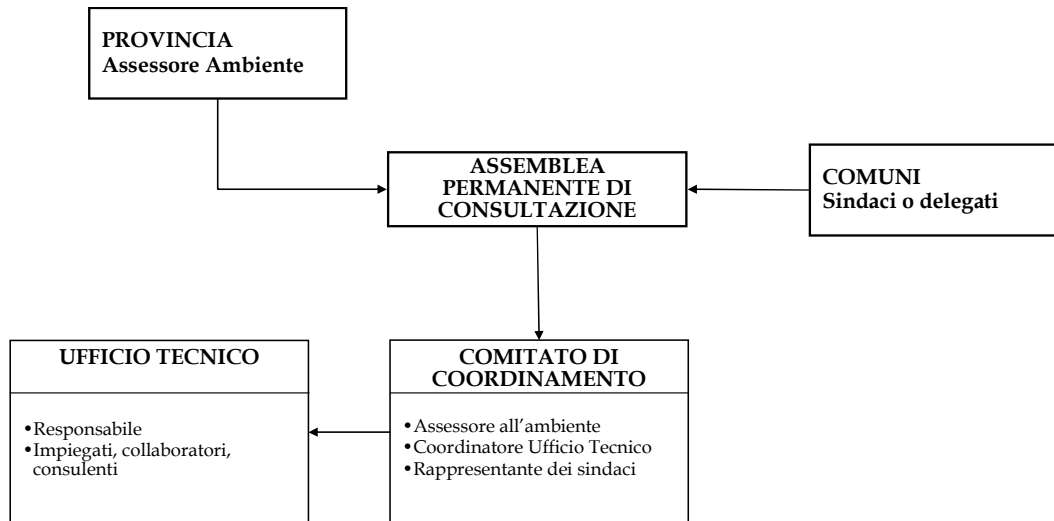 PROVINCIA
Assessore Ambiente
ASSEMBLEA
PERMANENTE DI
CONSULTAZIONE
COMUNI
Sindaci o delegati
UFFICIO TECNICO
•Responsabile
•Impiegati, collaboratori,
consulenti
COMITATO DI
COORDINAMENTO
•Assessore all’ambiente
•Coordinatore Ufficio Tecnico
•Rappresentante dei sindaci